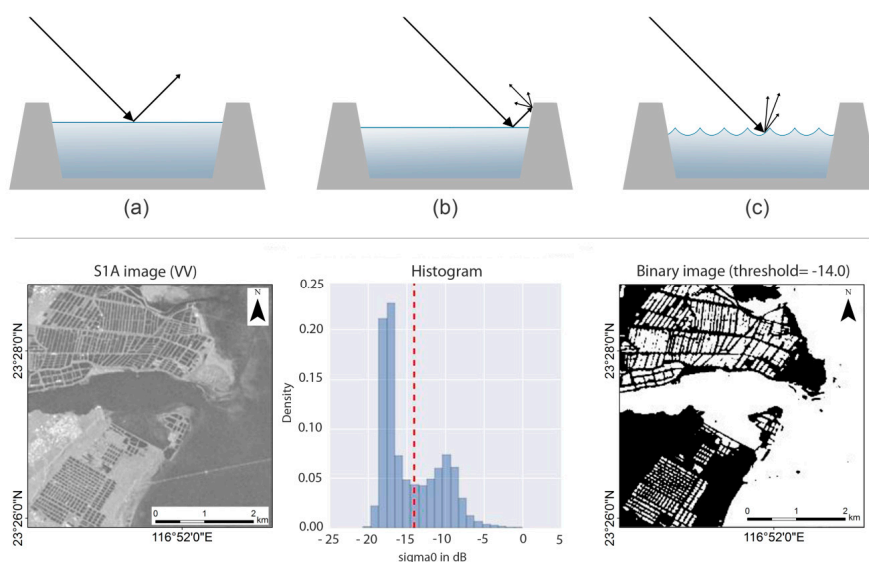 (a)
(b)
(c)
S1A image (VV)
Histogram
Binary image (threshold= -14.0)
N
23°28'0"N
23°26'0"N
0 1 2
km
116°52'0"E
0.25
0.20
0.15
0.10
0.05
0.00
Density
-25 - 20 -15 -10 -5 0 5
sigma0 in dB
N
23°28'0"N
23°26'0"N
0 1 2
km
116°52'0"E